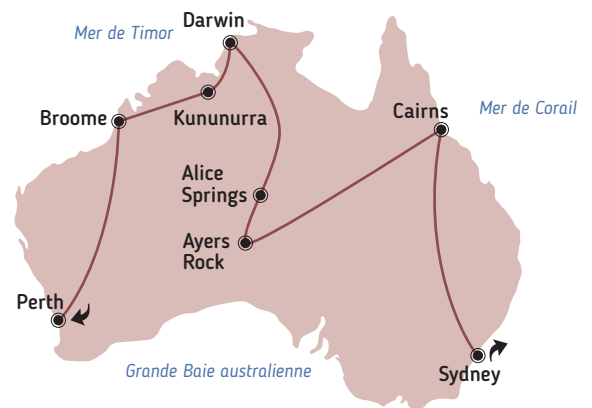 Darwin
Mer de Timor
Broome
Kununurra
Cairns
Mer de Corail
Alice
Springs
Ayers
Rock
Perth
Grande Baie australienne
Sydney